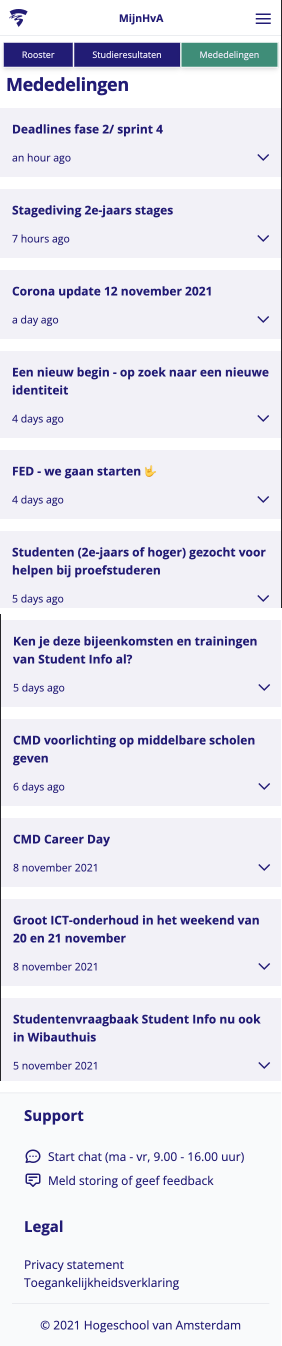 MijnHvA
Rooster
Studieresultaten
Mededelingen
Mededelingen
Deadlines fase 2/ sprint 4
an hour ago
Stagediving 2e-jaars stages
7 hours ago
Corona update 12 november 2021
a day ago
Een nieuw begin - op zoek naar een nieuwe
identiteit
4 days ago
FED - we gaan starten 🤟
4 days ago
Studenten (2e-jaars of hoger) gezocht voor
helpen bij proefstuderen
5 days ago
Ken je deze bijeenkomsten en trainingen
van Student Info al?
5 days ago
CMD voorlichting op middelbare scholen
geven
6 days ago
CMD Career Day
8 november 2021
Groot ICT-onderhoud in het weekend van
20 en 21 november
8 november 2021
Studentenvraagbaak Student Info nu ook
in Wibauthuis
5 november 2021
Support
Start chat (ma - vr, 9.00 - 16.00 uur)
Meld storing of geef feedback
Legal
Privacy statement
Toegankelijkheidsverklaring
© 2021 Hogeschool van Amsterdam